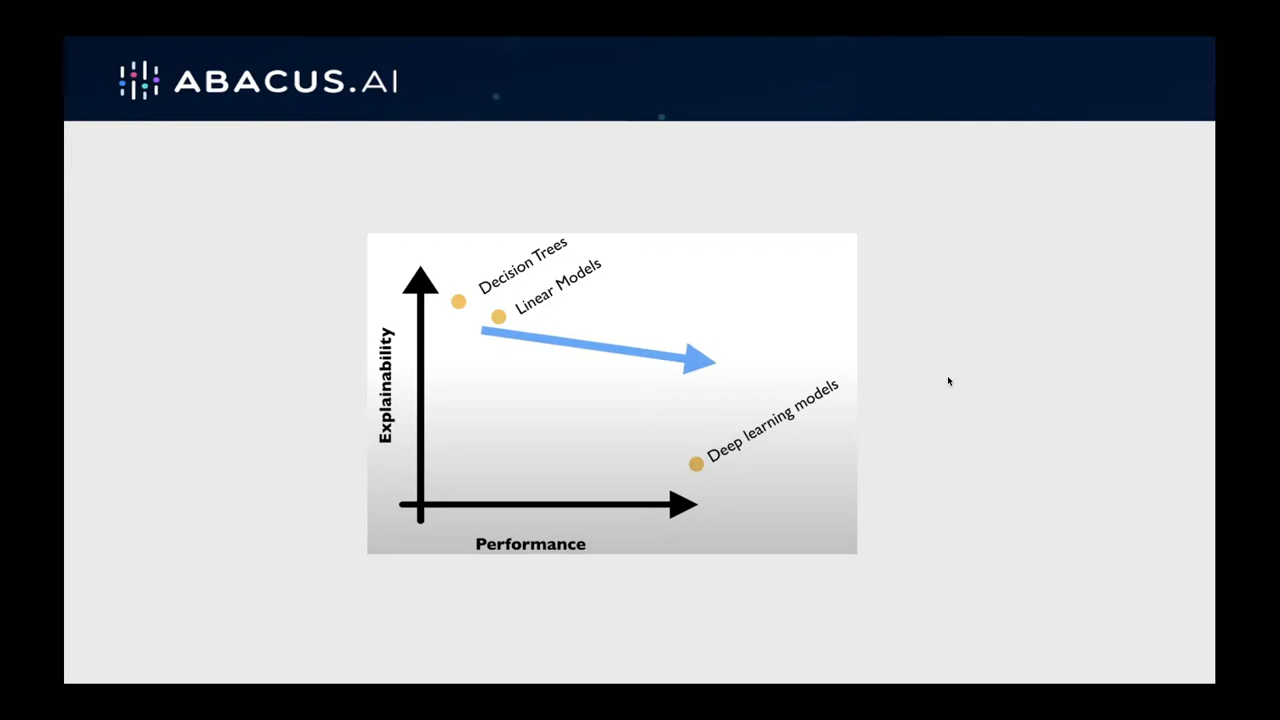 ABACUS.AI
Decision Trees
Linear Models
Explainability
Deep learning models
Performance